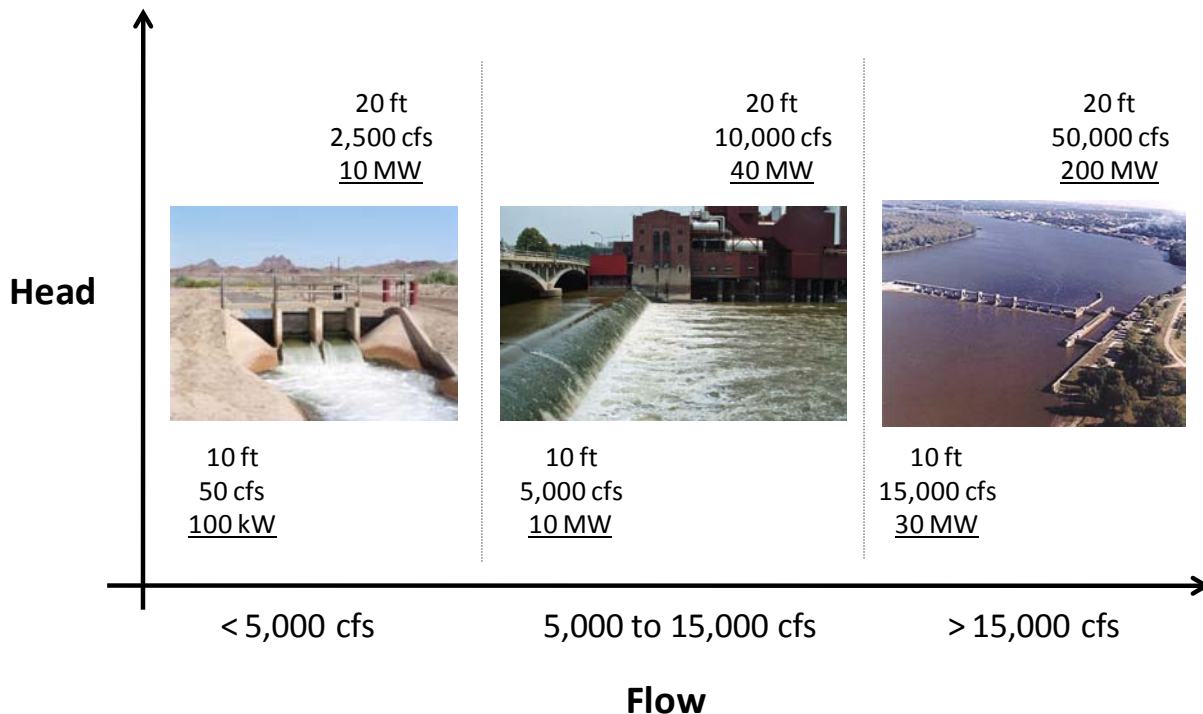 20 ft
2,500 cfs
10 MW
20 ft
10,000 cfs
40 MW
20 ft
50,000 cfs
200 MW
Head
10 ft
50 cfs
100 kW
10 ft
5,000 cfs
10 MW
10 ft
15,000 cfs
30 MW
< 5,000 cfs
5,000 to 15,000 cfs
> 15,000 cfs
Flow